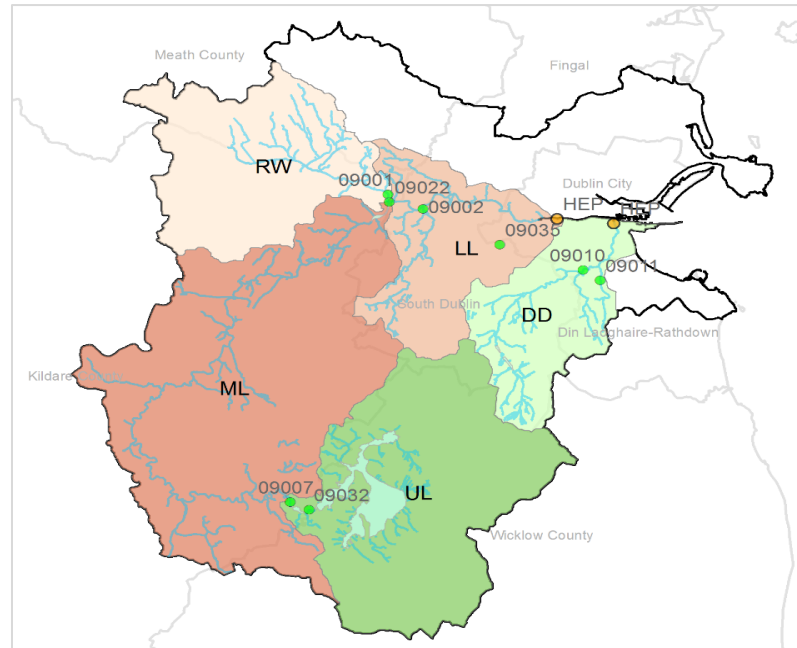 Meath County
Fingal
RW
09001
09022
09002
Dublin City
HEP
HEP
09035
LL
09010
09011
South Dublin
DD
Din Laoghaire-Rathdown
Kildare
ML
09007
09032
UL
Wicklow County